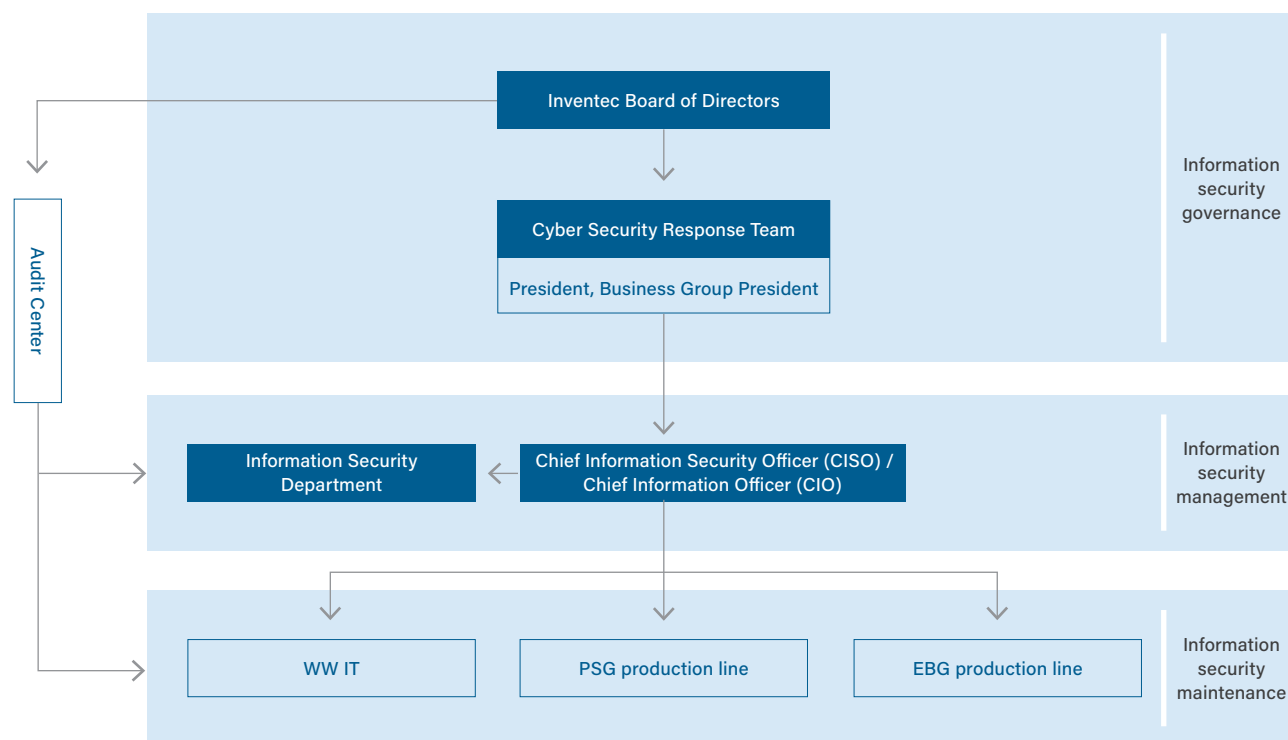 Inventec Board of Directors
Cyber Security Response Team
President, Business Group President
Information
security
governance
Audit Center
Information Security
Department
Chief Information Security Officer (CISO) /
Chief Information Officer (CIO)
Information
security
management
WW IT
PSG production line
EBG production line
Information
security
maintenance